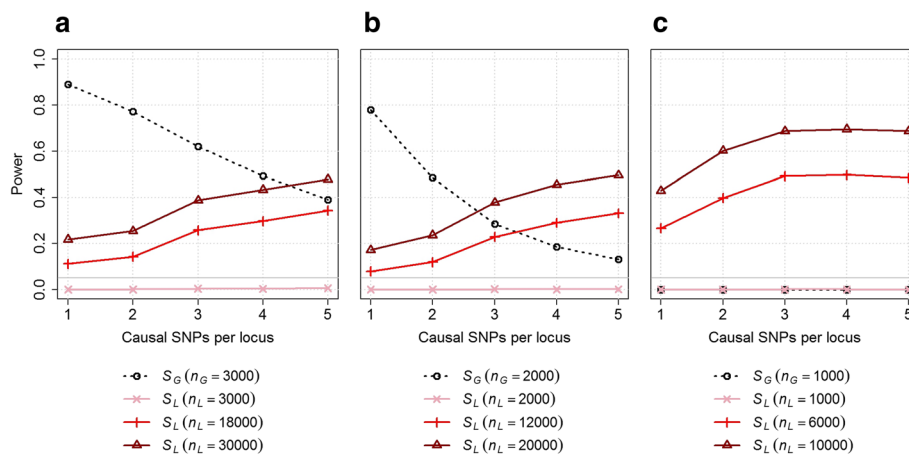 a b c
Power
1.0
0.8
0.6
0.4
0.2
0.0
1 2 3 4 5 1 2 3 4 5 1 2 3 4 5
Causal SNPs per locus Causal SNPs per locus Causal SNPs per locus
S_G (n_G = 3000) S_G (n_G = 2000) S_G (n_G = 1000)
S_L (n_L = 3000) S_L (n_L = 2000) S_L (n_L = 1000)
S_L (n_L = 18000) S_L (n_L = 12000) S_L (n_L = 6000)
S_L (n_L = 30000) S_L (n_L = 20000) S_L (n_L = 10000)